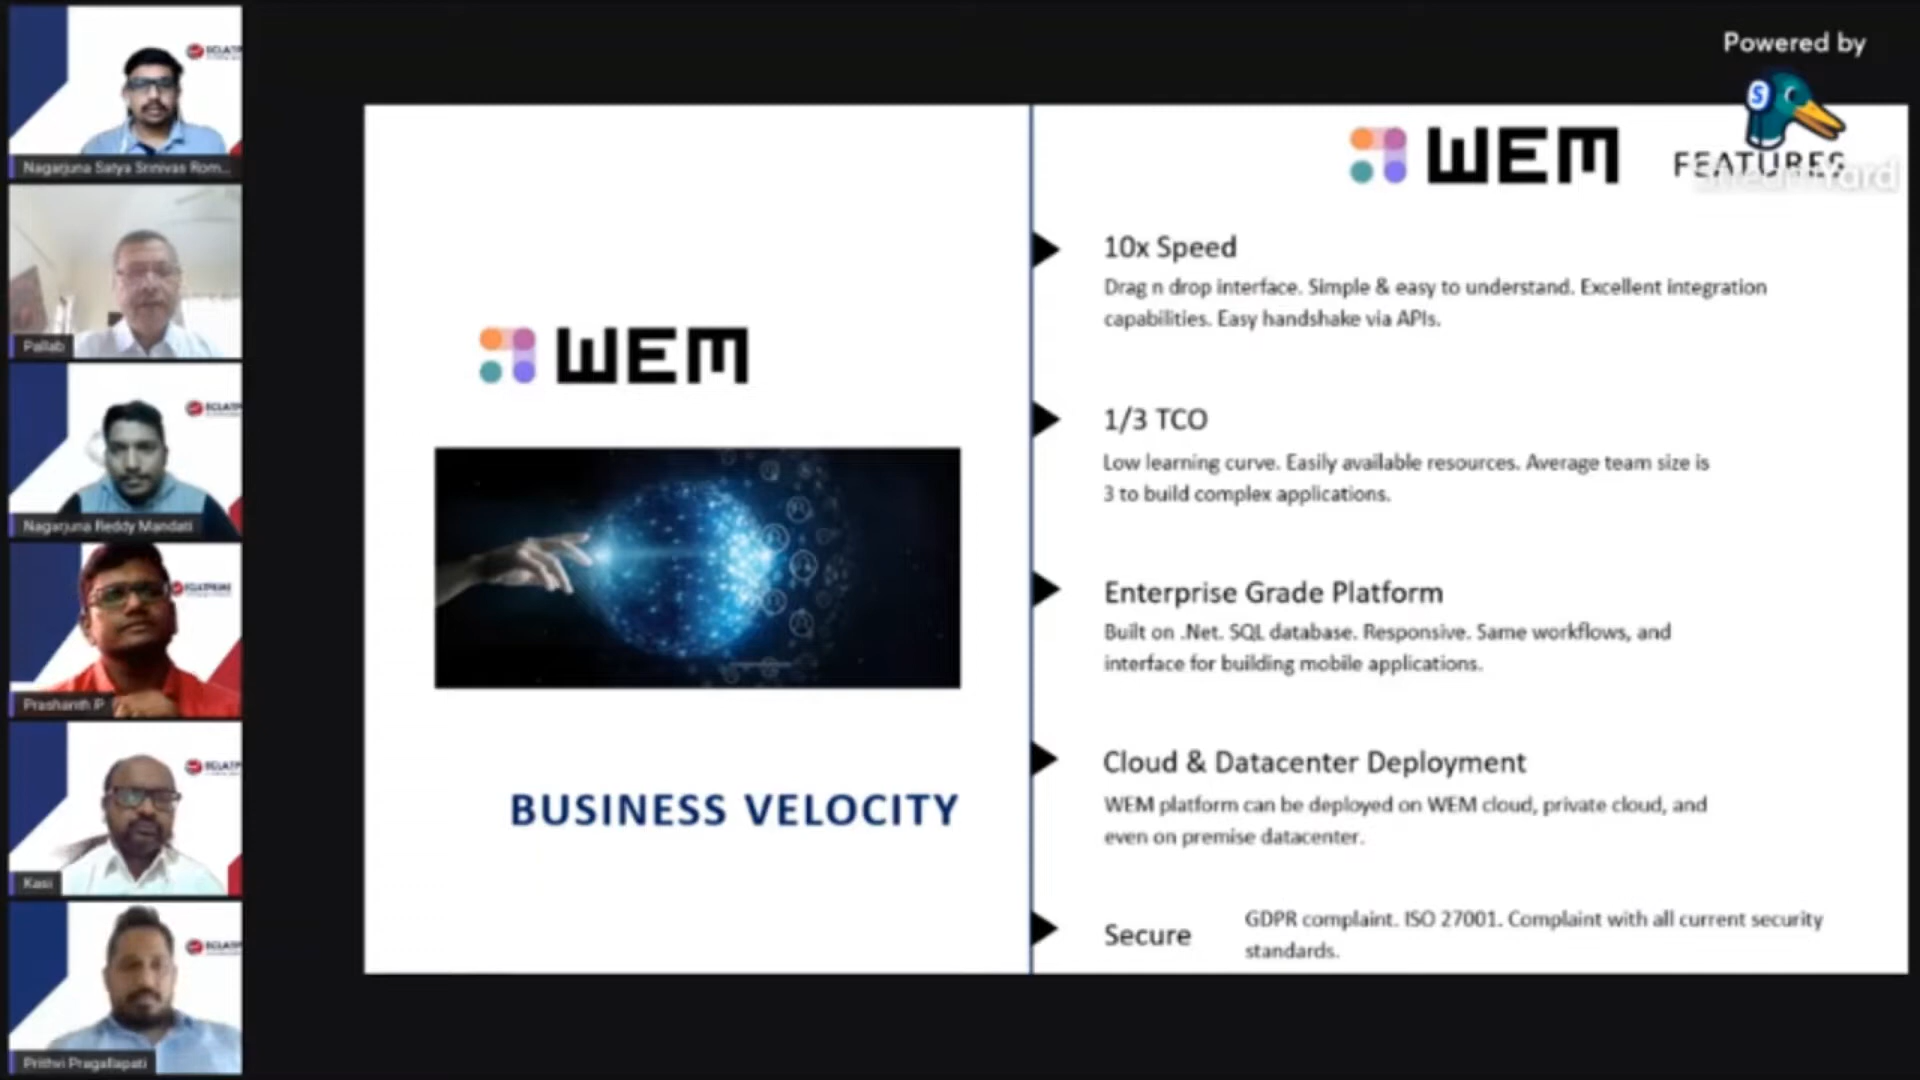 Powered by
Nagarjuna Satya Srinivas Rom...
Pallab
Nagarjuna Reddy Mandati
ECLATPRIME
Prashanth P
Kasi
Prithvi Pragallapati
WEM
BUSINESS VELOCITY
WEM FEATURES
StreamYard
10x Speed
Drag n drop interface. Simple & easy to understand. Excellent integration
capabilities. Easy handshake via APIs.
1/3 TCO
Low learning curve. Easily available resources. Average team size is
3 to build complex applications.
Enterprise Grade Platform
Built on .Net. SQL database. Responsive. Same workflows, and
interface for building mobile applications.
Cloud & Datacenter Deployment
WEM platform can be deployed on WEM cloud, private cloud, and
even on premise datacenter.
Secure
GDPR complaint. ISO 27001. Complaint with all current security
standards.